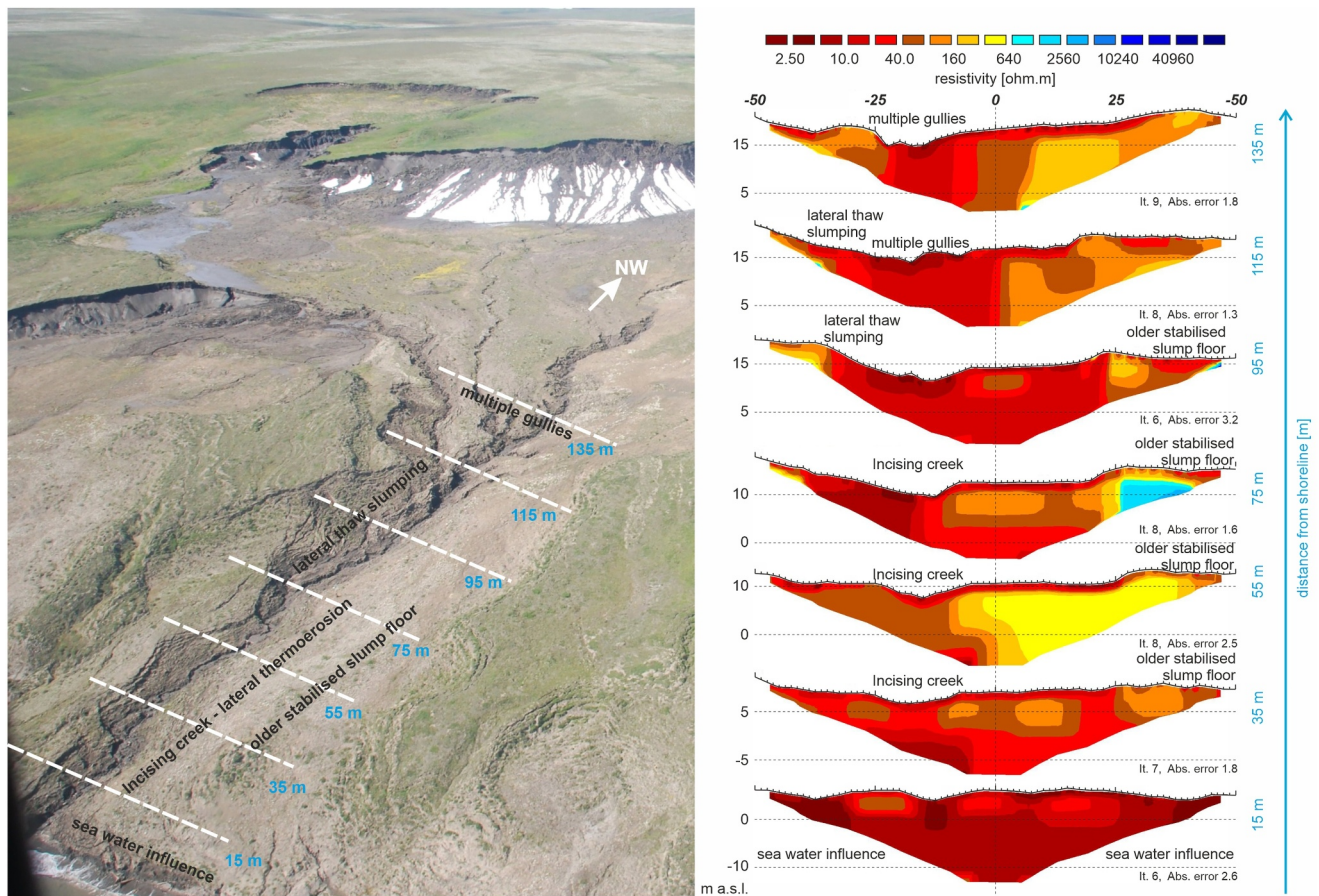 NW
multiple gullies
135 m
lateral thaw slumping
115 m
95 m
Incising creek - lateral thermoerosion
75 m
older stabilised slump floor
55 m
35 m
sea water influence
15 m
2.50 10.0 40.0 160 640 2560 10240 40960
resistivity [ohm.m]
-50 -25 0 25 -50
multiple gullies
15
5
135 m
It. 9, Abs. error 1.8
lateral thaw
slumping
multiple gullies
15
5
115 m
It. 8, Abs. error 1.3
lateral thaw
slumping
older stabilised
slump floor
15
5
95 m
It. 6, Abs. error 3.2
Incising creek
older stabilised
slump floor
10
0
75 m
It. 8, Abs. error 1.6
Incising creek
older stabilised
slump floor
10
0
55 m
It. 8, Abs. error 2.5
Incising creek
older stabilised
slump floor
5
-5
35 m
It. 7, Abs. error 1.8
0
-10
15 m
sea water influence
sea water influence
It. 6, Abs. error 2.6
m a.s.l.
distance from shoreline [m]